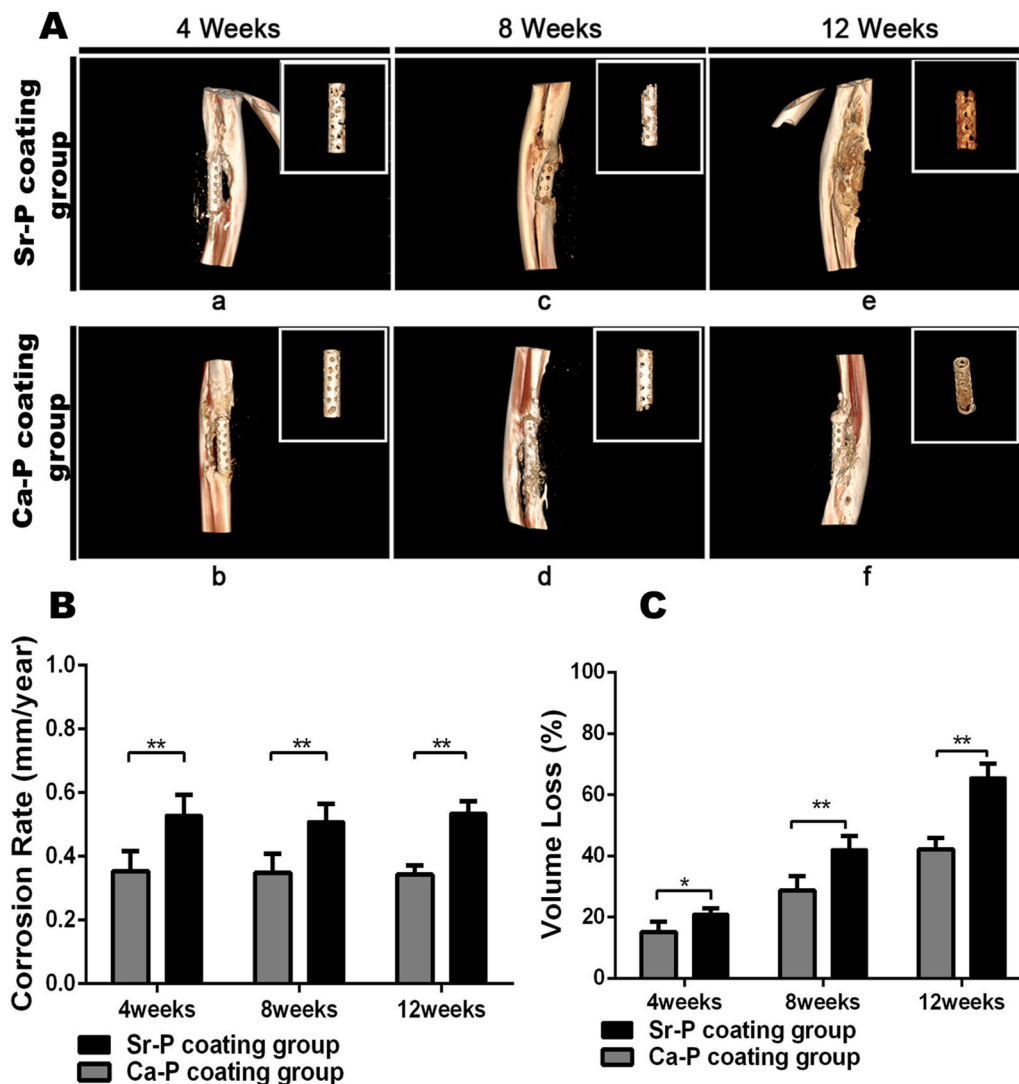 A
4 Weeks
8 Weeks
12 Weeks
Sr-P coating
group
a
c
e
Ca-P coating
group
b
d
f
B
Corrosion Rate (mm/year)
1.0
0.8
0.6
0.4
0.2
0.0
**
**
**
4weeks
8weeks
12weeks
Sr-P coating group
Ca-P coating group
C
Volume Loss (%)
100
80
60
40
20
0
*
**
**
4weeks
8weeks
12weeks
Sr-P coating group
Ca-P coating group